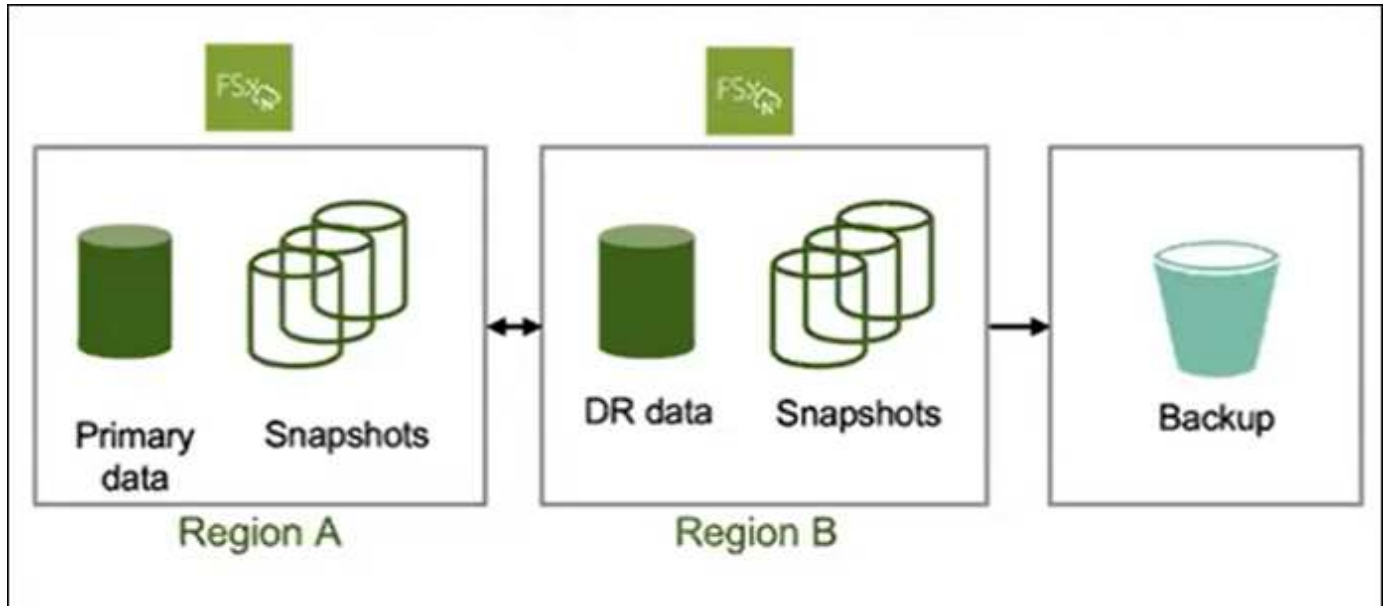 FSx
N
FSx
N
Primary
data
Snapshots
DR data
Snapshots
Backup
Region A
Region B